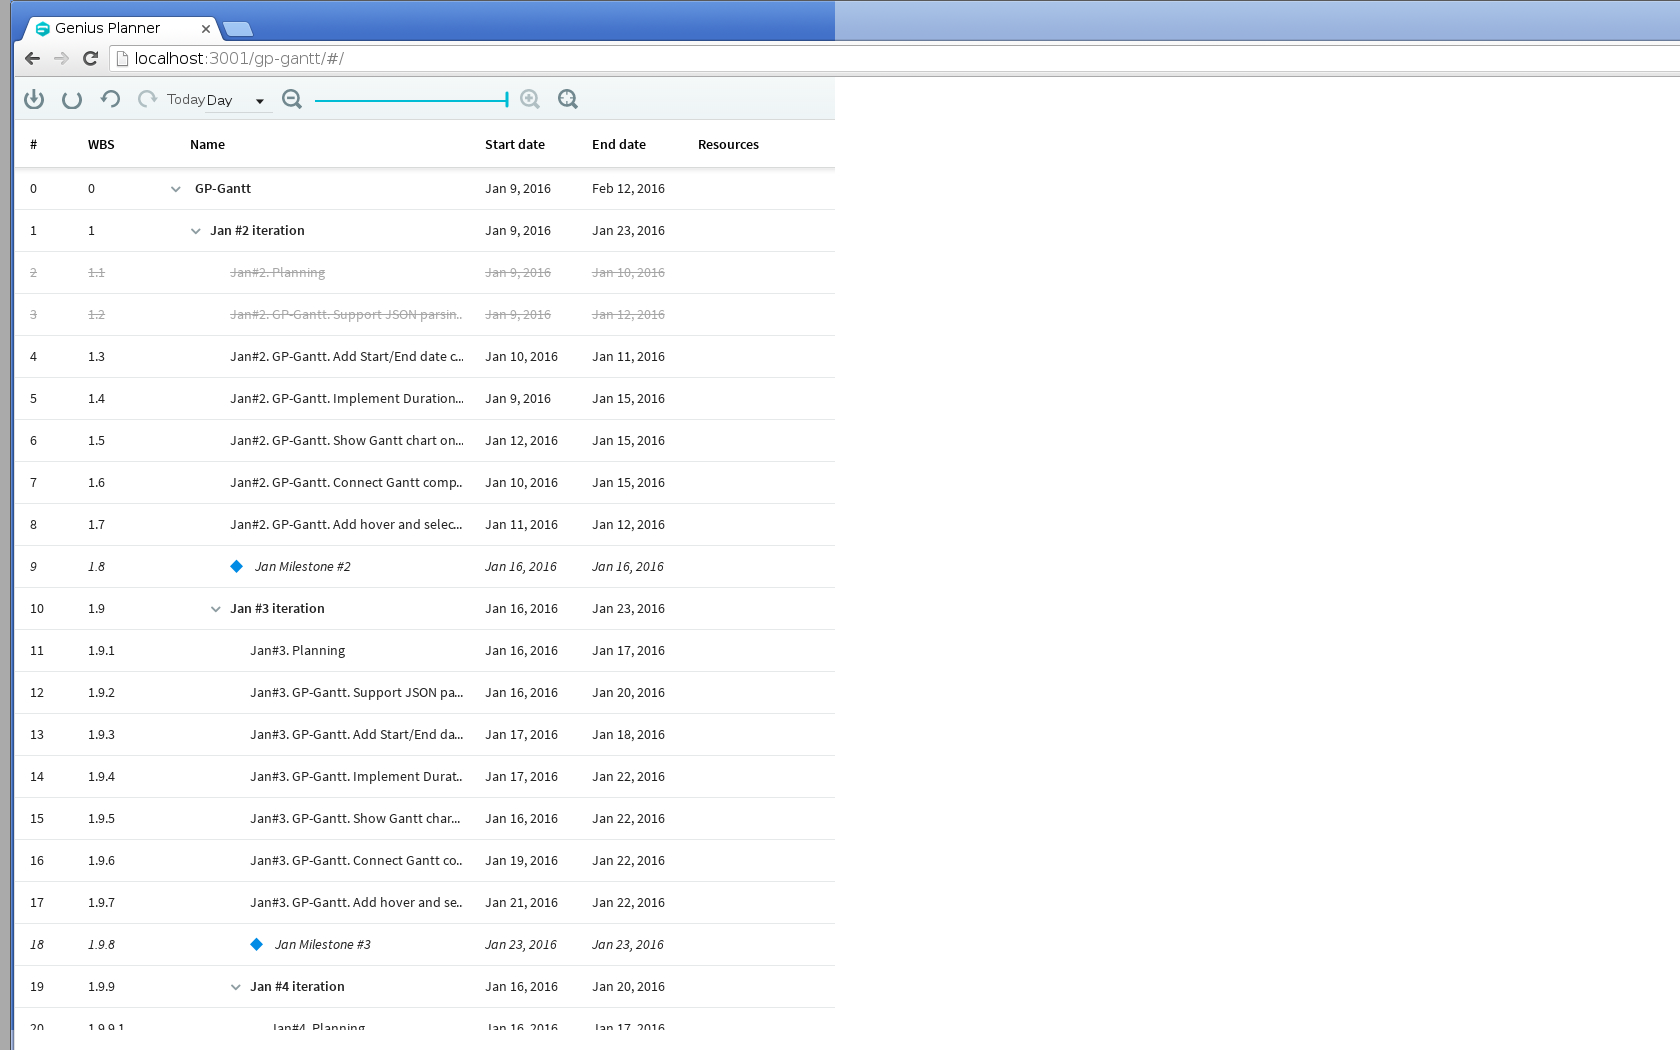 Genius Planner
localhost:3001/gp-gantt/#/
Today Day
# WBS Name Start date End date Resources
0 0 GP-Gantt Jan 9, 2016 Feb 12, 2016
1 1 Jan #2 iteration Jan 9, 2016 Jan 23, 2016
2 1.1 Jan#2. Planning Jan 9, 2016 Jan 10, 2016
3 1.2 Jan#2. GP-Gantt. Support JSON parsin.. Jan 9, 2016 Jan 12, 2016
4 1.3 Jan#2. GP-Gantt. Add Start/End date c... Jan 10, 2016 Jan 11, 2016
5 1.4 Jan#2. GP-Gantt. Implement Duration... Jan 9, 2016 Jan 15, 2016
6 1.5 Jan#2. GP-Gantt. Show Gantt chart on... Jan 12, 2016 Jan 15, 2016
7 1.6 Jan#2. GP-Gantt. Connect Gantt comp.. Jan 10, 2016 Jan 15, 2016
8 1.7 Jan#2. GP-Gantt. Add hover and selec... Jan 11, 2016 Jan 12, 2016
9 1.8 Jan Milestone #2 Jan 16, 2016 Jan 16, 2016
10 1.9 Jan #3 iteration Jan 16, 2016 Jan 23, 2016
11 1.9.1 Jan#3. Planning Jan 16, 2016 Jan 17, 2016
12 1.9.2 Jan#3. GP-Gantt. Support JSON pa... Jan 16, 2016 Jan 20, 2016
13 1.9.3 Jan#3. GP-Gantt. Add Start/End da... Jan 17, 2016 Jan 18, 2016
14 1.9.4 Jan#3. GP-Gantt. Implement Durat.. Jan 17, 2016 Jan 22, 2016
15 1.9.5 Jan#3. GP-Gantt. Show Gantt char... Jan 16, 2016 Jan 22, 2016
16 1.9.6 Jan#3. GP-Gantt. Connect Gantt co.. Jan 19, 2016 Jan 22, 2016
17 1.9.7 Jan#3. GP-Gantt. Add hover and se.. Jan 21, 2016 Jan 22, 2016
18 1.9.8 Jan Milestone #3 Jan 23, 2016 Jan 23, 2016
19 1.9.9 Jan #4 iteration Jan 16, 2016 Jan 20, 2016
20 1.9.9.1 Jan#4. Planning Jan 16, 2016 Jan 17, 2016